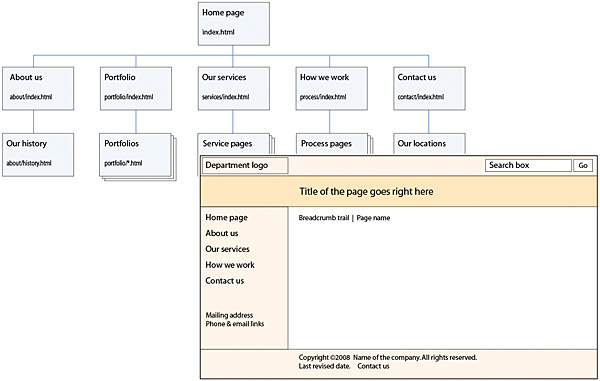 Home page
index.html
About us
about/index.html
Portfolio
portfolio/index.html
Our services
services/index.html
How we work
process/index.html
Contact us
contact/index.html
Our history
about/history.html
Portfolios
portfolio/*.html
Service pages
Process pages
Our locations
Department logo
Search box
Go
Title of the page goes right here
Home page
About us
Our services
How we work
Contact us
Mailing address
Phone & email links
Breadcrumb trail | Page name
Copyright ©2008 Name of the company. All rights reserved.
Last revised date. Contact us